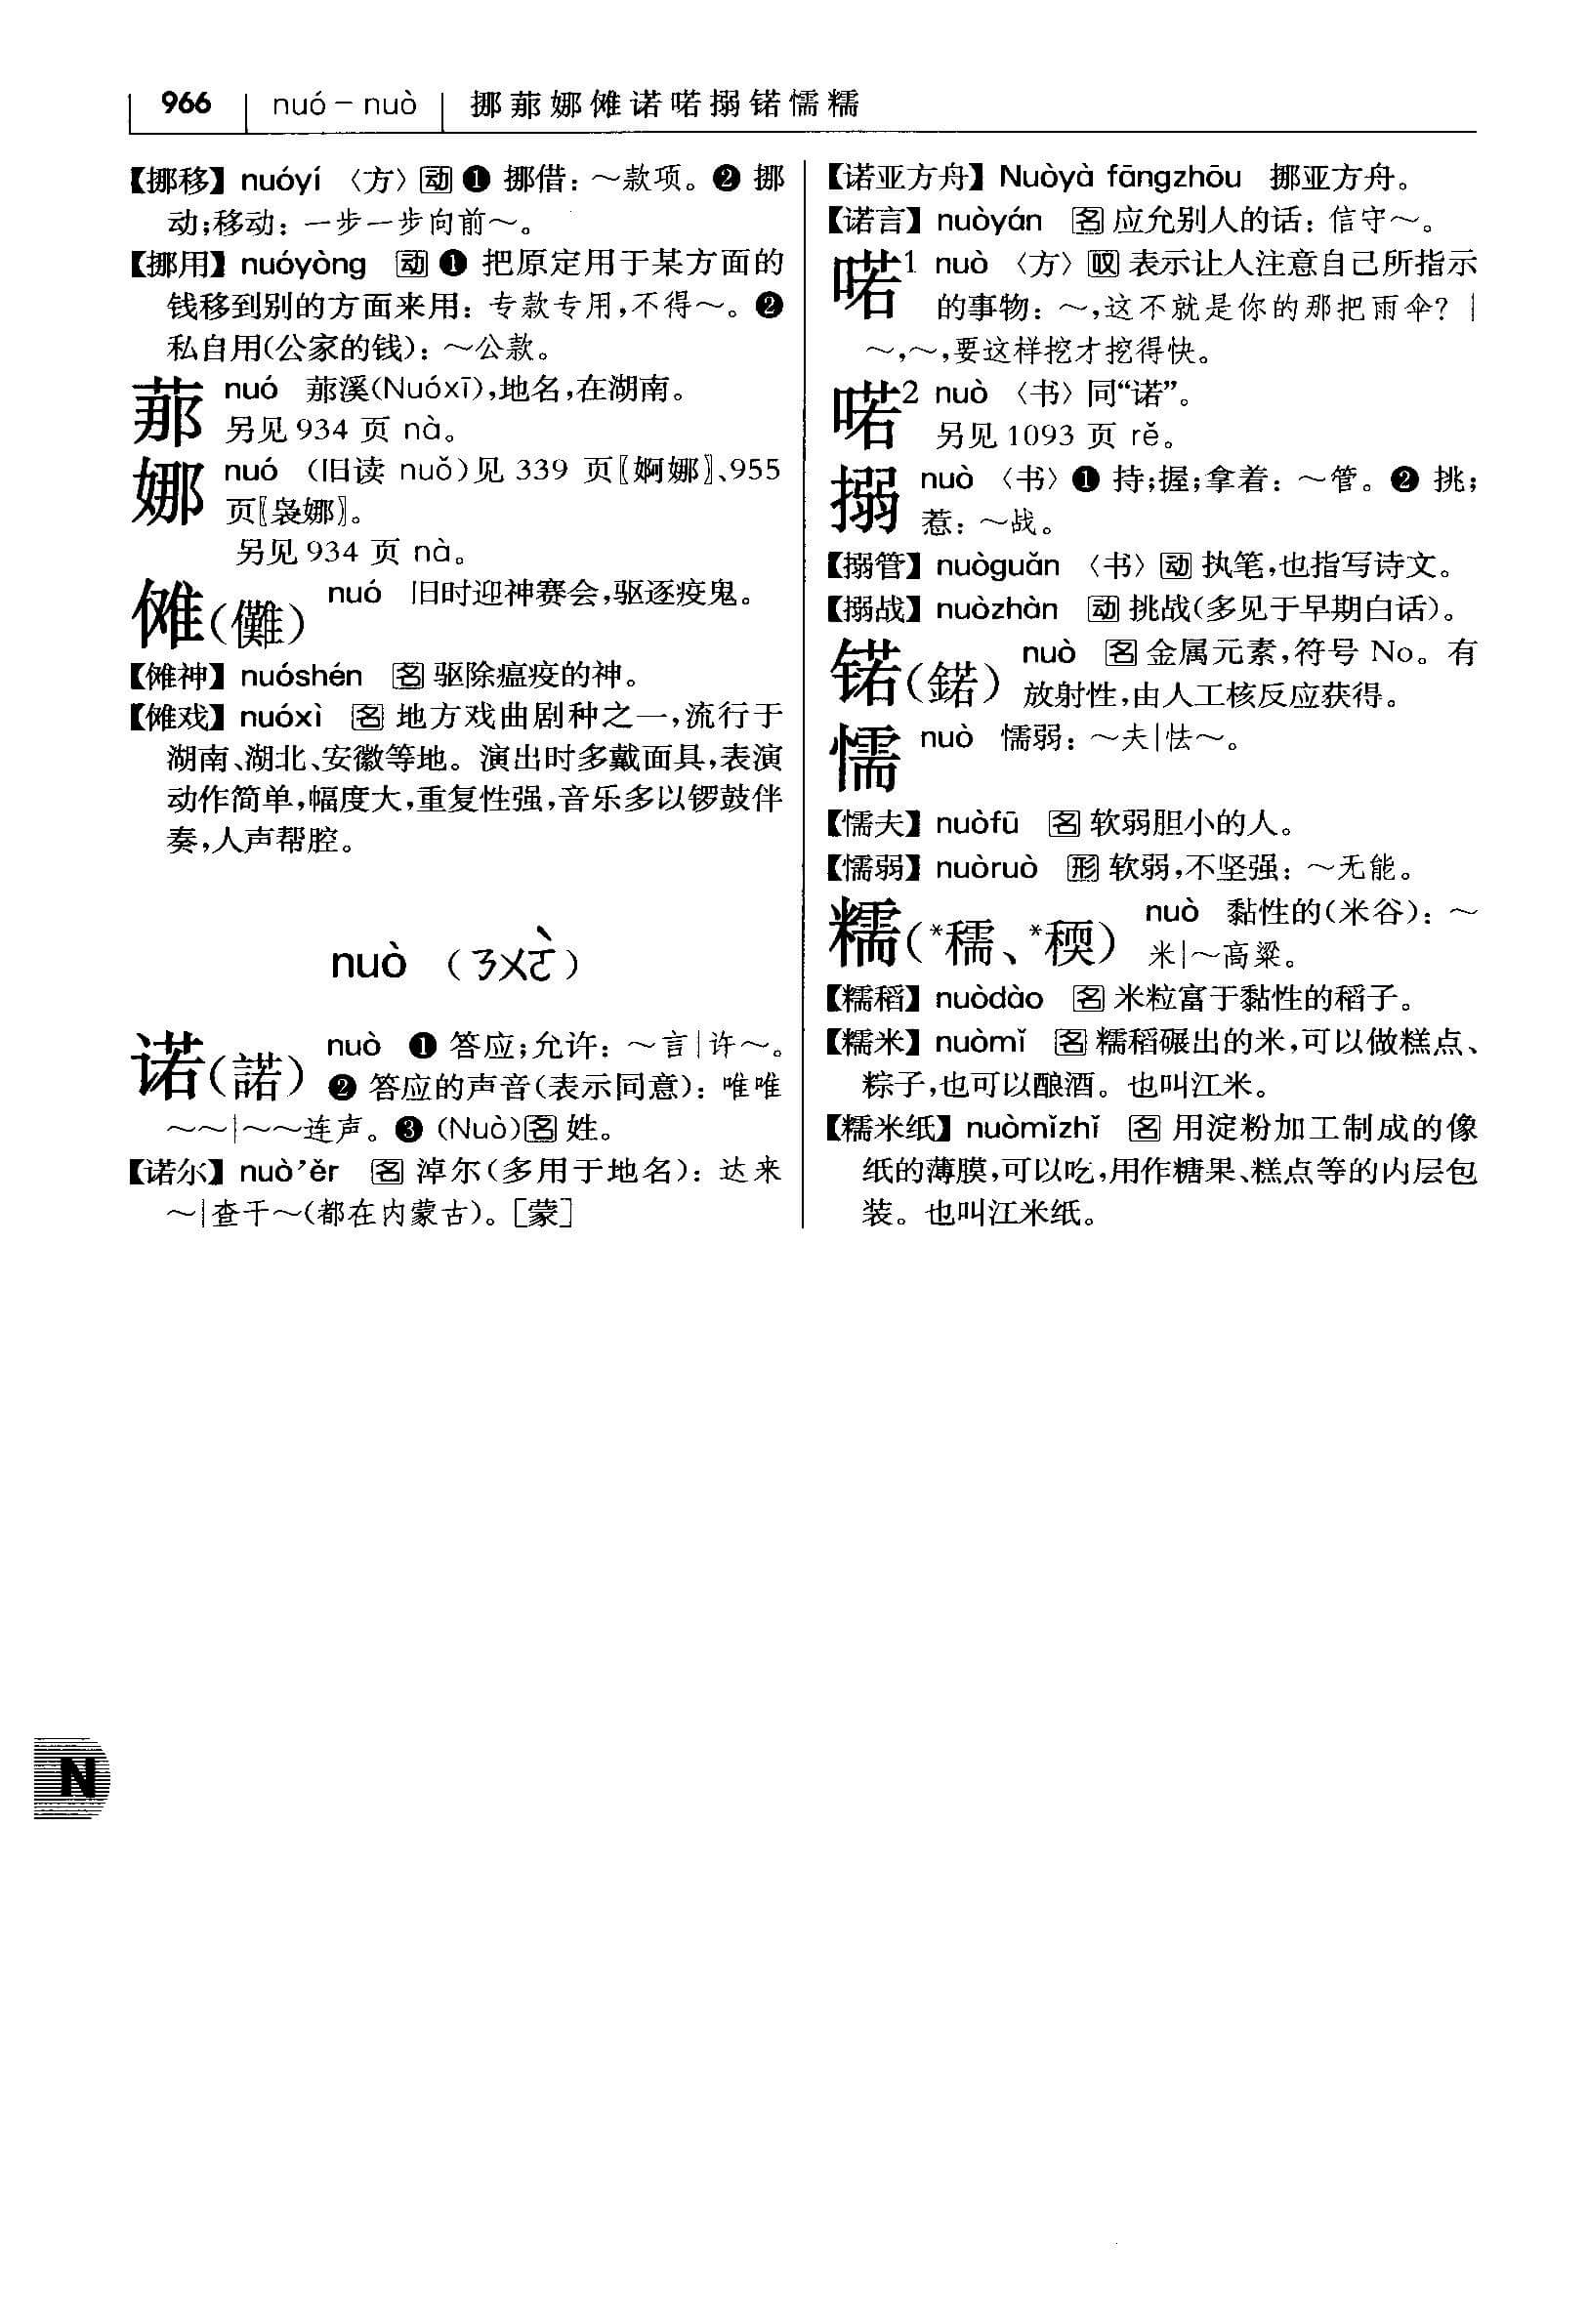 966 nuó－nuò 挪䓝娜傩诺喏搦锘懦糯
【挪移】nuóyí 〈方〉动❶ 挪借：～款项。❷ 挪
动;移动：一步一步向前～。
【挪用】nuóyòng 动❶ 把原定用于某方面的
钱移到别的方面来用：专款专用,不得～。❷
私自用(公家的钱)：～公款。
䓝 nuó 䓝溪(Nuóxī),地名,在湖南。
另见 934 页 nà。
娜 nuó （旧读 nuǒ）见 339 页〖婀娜〗、955
页〖袅娜〗。
另见 934 页 nà。
傩(儺) nuó 旧时迎神赛会,驱逐疫鬼。
【傩神】nuóshén 名 驱除瘟疫的神。
【傩戏】nuóxì 名 地方戏曲剧种之一,流行于
湖南、湖北、安徽等地。演出时多戴面具,表演
动作简单,幅度大,重复性强,音乐多以锣鼓伴
奏,人声帮腔。
nuò （ㄋㄨㄛˋ）
诺(諾) nuò ❶ 答应;允许：～言|许～。
❷ 答应的声音(表示同意)：唯唯
～～|～～连声。❸ (Nuò)名 姓。
【诺尔】nuò’ěr 名 淖尔(多用于地名)：达来
～|查干～(都在内蒙古)。[蒙]
【诺亚方舟】Nuòyà fāngzhōu 挪亚方舟。
【诺言】nuòyán 名 应允别人的话：信守～。
喏1 nuò 〈方〉叹 表示让人注意自己所指示
的事物：～,这不就是你的那把雨伞？|
～,～,要这样挖才挖得快。
喏2 nuò 〈书〉同“诺”。
另见 1093 页 rě。
搦 nuò 〈书〉❶ 持;握;拿着：～管。❷ 挑;
惹：～战。
【搦管】nuòguǎn 〈书〉动 执笔,也指写诗文。
【搦战】nuòzhàn 动 挑战(多见于早期白话)。
锘(鍩) nuò 名 金属元素,符号 No。有
放射性,由人工核反应获得。
懦 nuò 懦弱：～夫|怯～。
【懦夫】nuòfū 名 软弱胆小的人。
【懦弱】nuòruò 形 软弱,不坚强：～无能。
糯(*穤、*稬) nuò 黏性的(米谷)：～
米|～高粱。
【糯稻】nuòdào 名 米粒富于黏性的稻子。
【糯米】nuòmǐ 名 糯稻碾出的米,可以做糕点、
粽子,也可以酿酒。也叫江米。
【糯米纸】nuòmǐzhǐ 名 用淀粉加工制成的像
纸的薄膜,可以吃,用作糖果、糕点等的内层包
装。也叫江米纸。
N